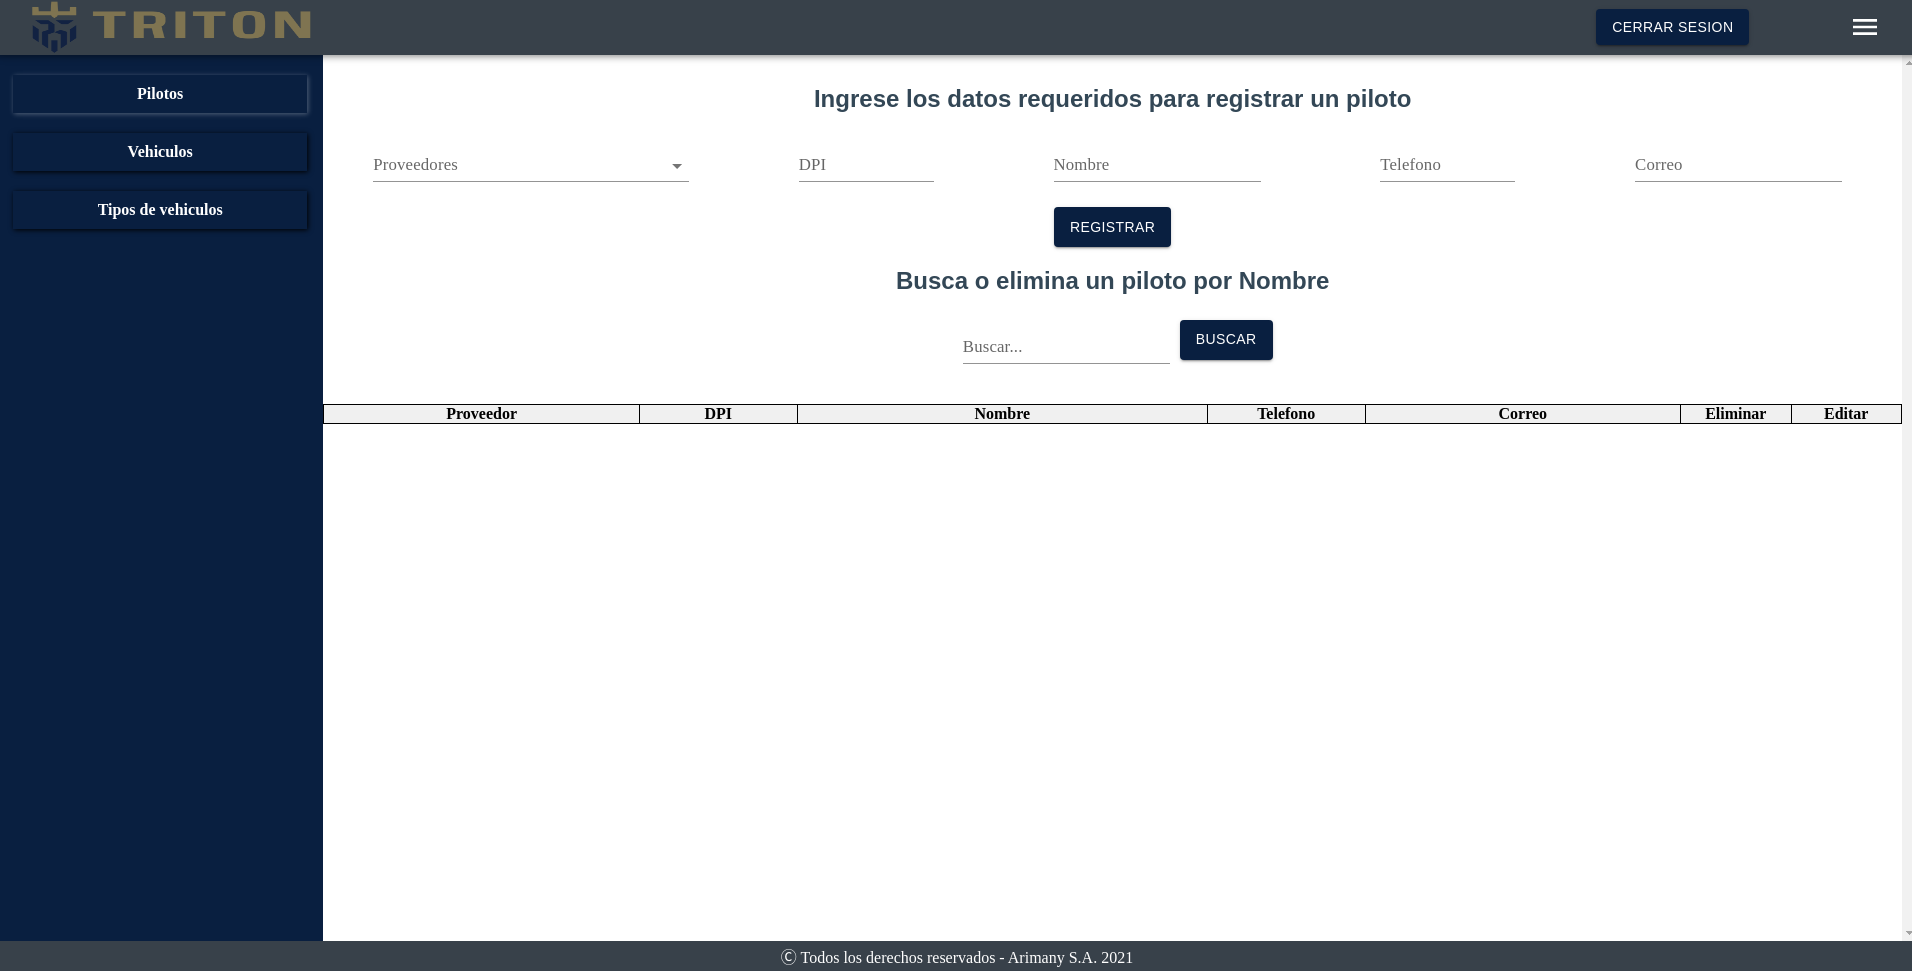 TRITON
CERRAR SESION
Pilotos
Vehiculos
Tipos de vehiculos
Ingrese los datos requeridos para registrar un piloto
Proveedores DPI Nombre Telefono Correo
REGISTRAR
Busca o elimina un piloto por Nombre
Buscar... BUSCAR
Proveedor DPI Nombre Telefono Correo Eliminar Editar
Ⓒ Todos los derechos reservados - Arimany S.A. 2021